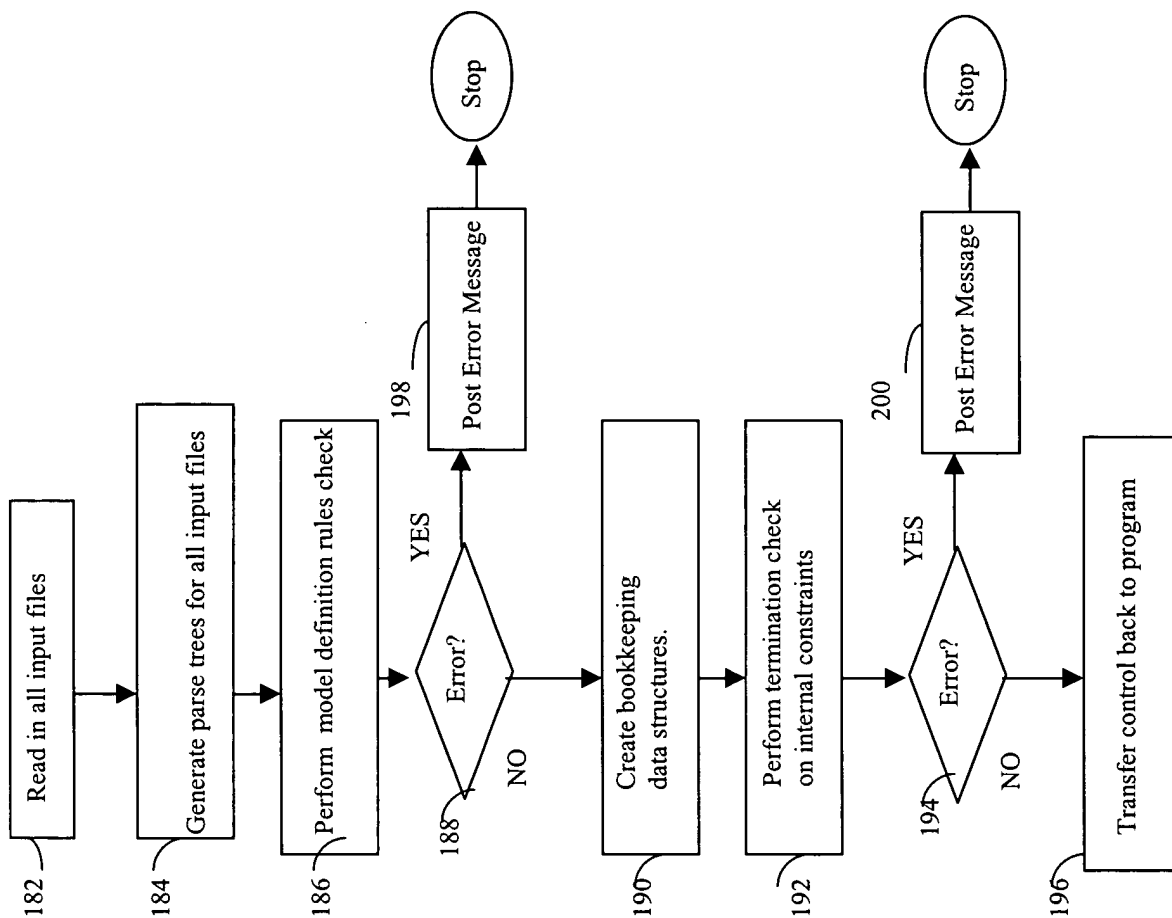 182
Read in all input files
184
Generate parse trees for all input files
186
Perform model definition rules check
188
Error?
YES
198
Post Error Message
Stop
NO
190
Create bookkeeping
data structures.
192
Perform termination check
on internal constraints
194
Error?
YES
200
Post Error Message
Stop
NO
196
Transfer control back to program